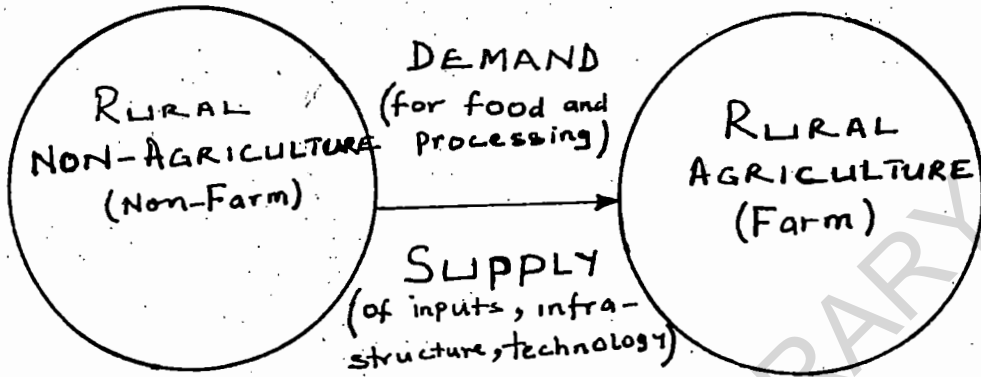 RURAL
NON-AGRICULTURE
(Non-Farm)
DEMAND
(for food and
processing)
SUPPLY
(of inputs, infra-
structure, technology)
RURAL
AGRICULTURE
(Farm)
RARY